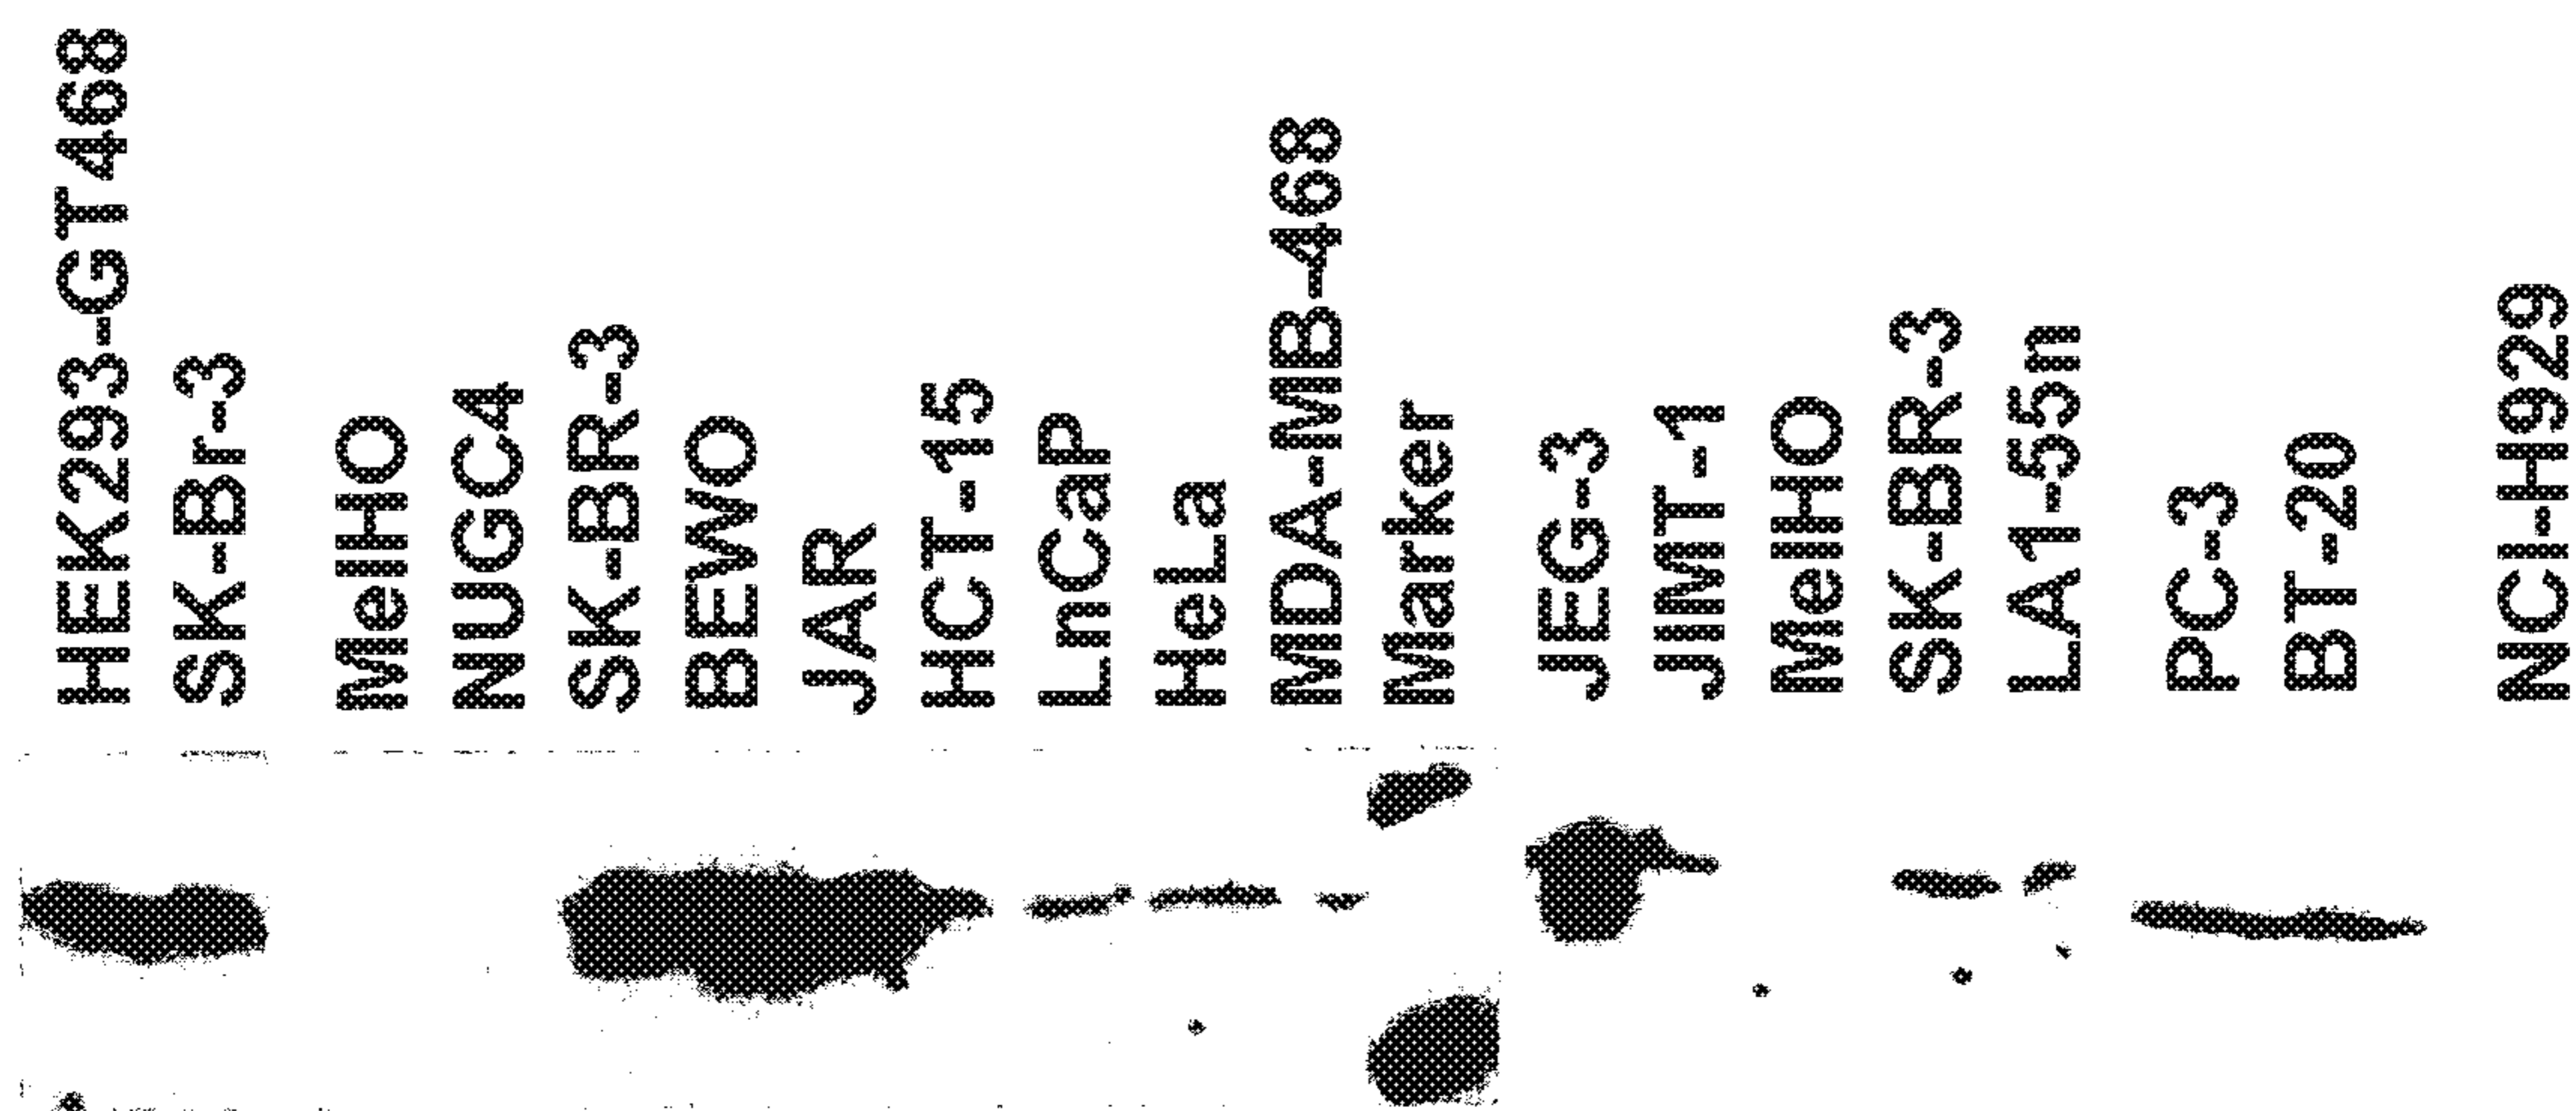 HEK293-GT468
SK-Br-3
MelHO
NUGC4
SK-BR-3
BEWO
JAR
HCT-15
LnCaP
HeLa
MDA-MB-468
Marker
JEG-3
JIMT-1
MelHO
SK-BR-3
LA1-55n
PC-3
BT-20
NCI-H929